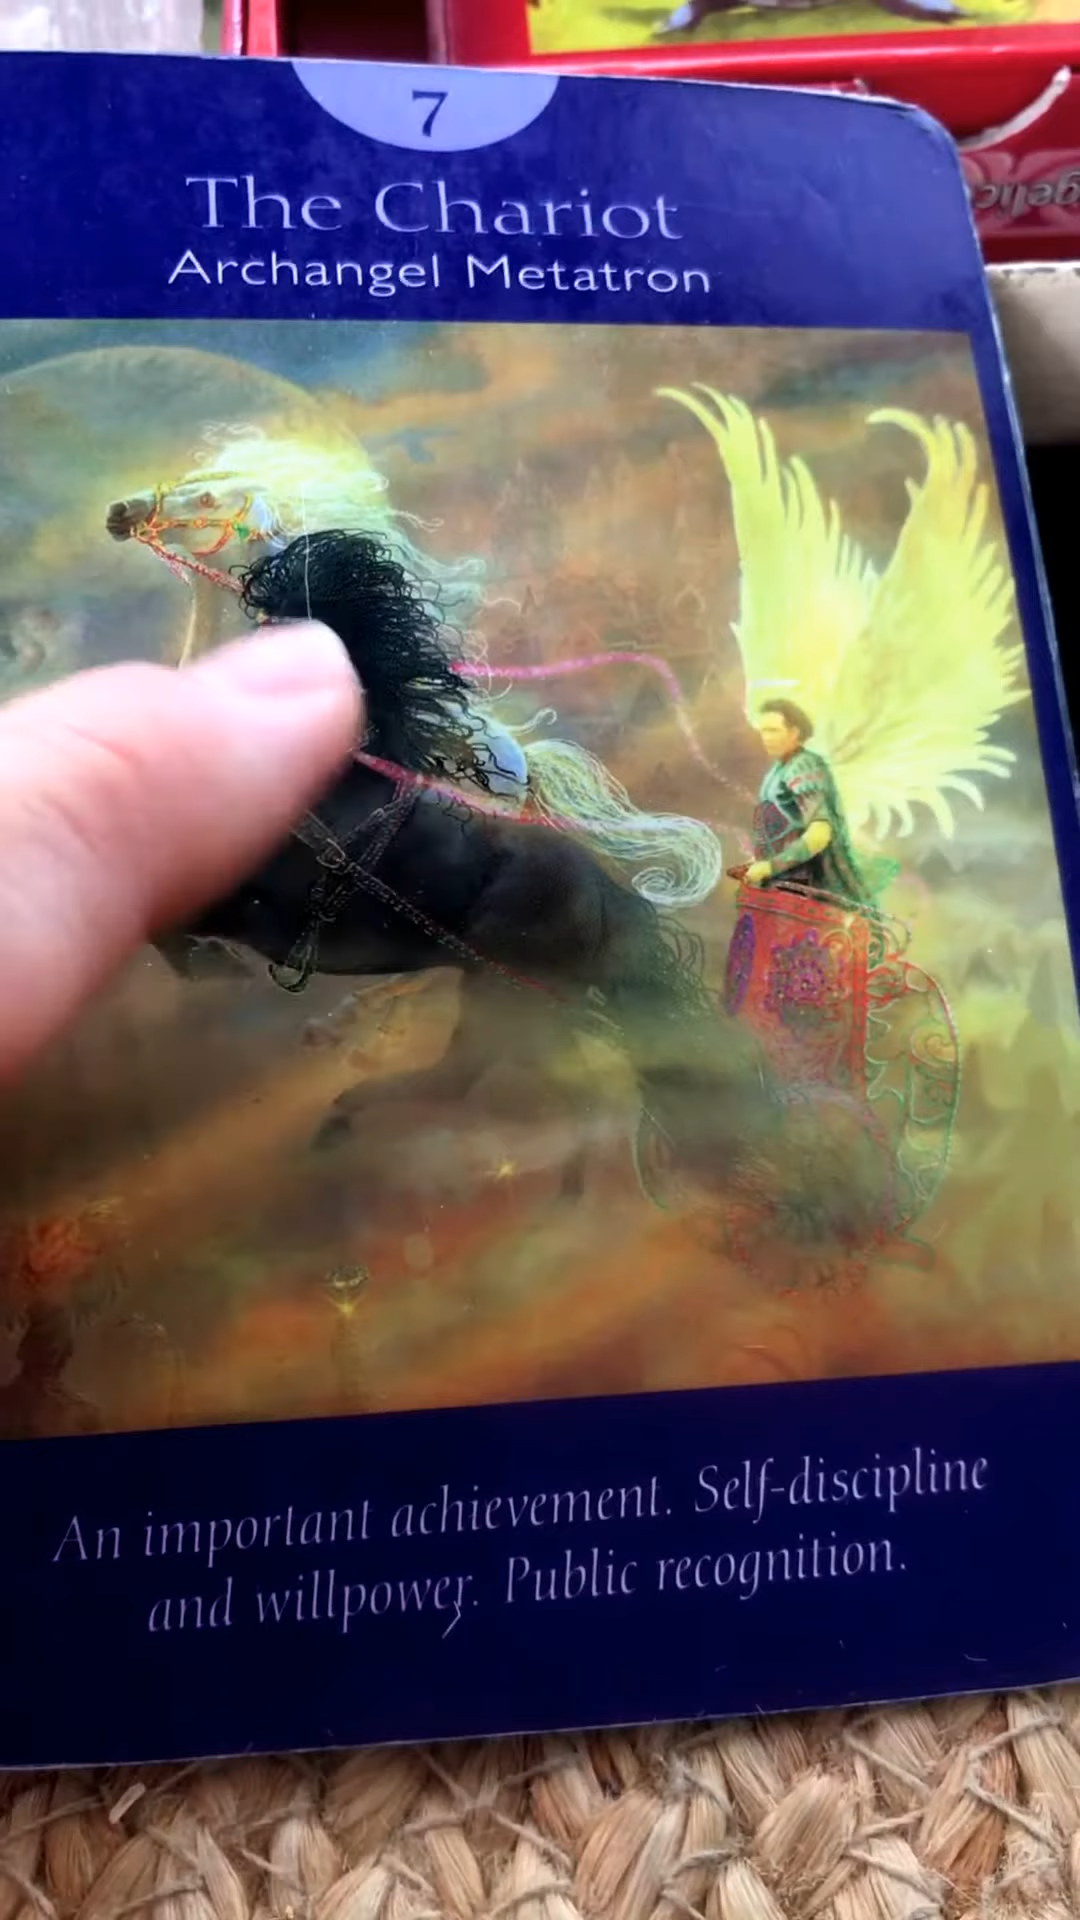 7
The Chariot
Archangel Metatron
An important achievement. Self-discipline
and willpower. Public recognition.